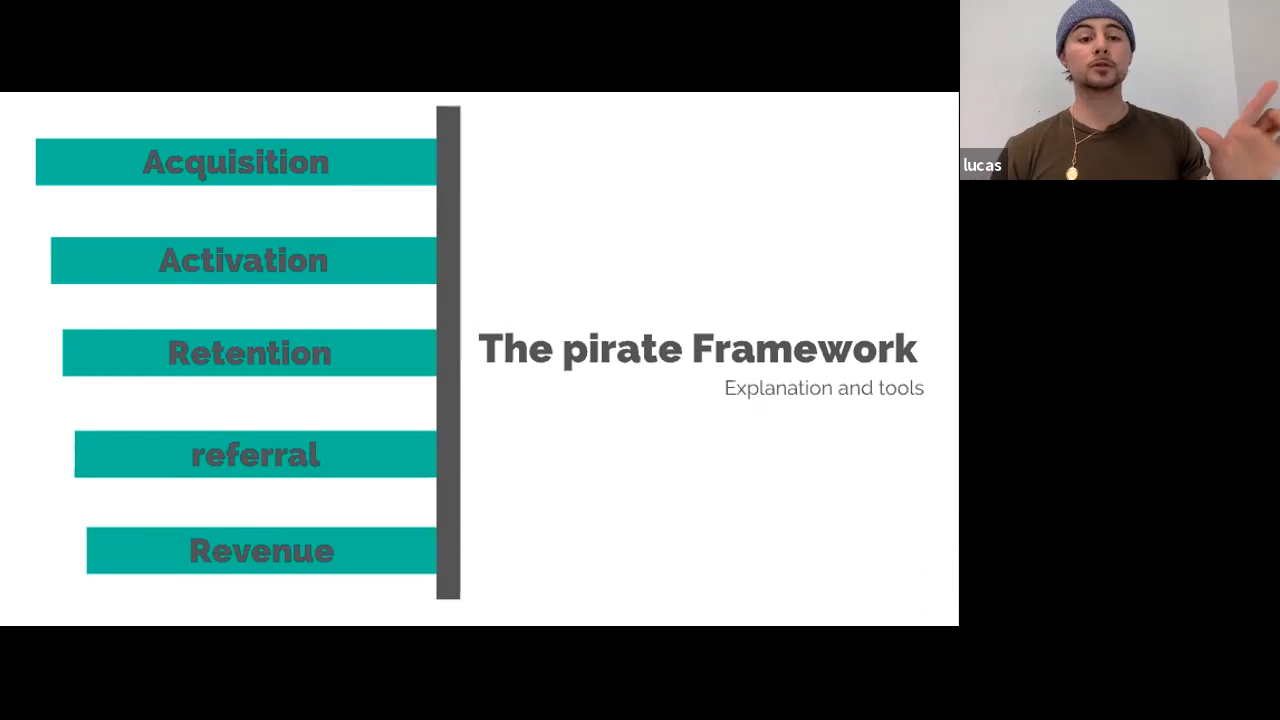 Acquisition
Activation
Retention
referral
Revenue
The pirate Framework
Explanation and tools
lucas